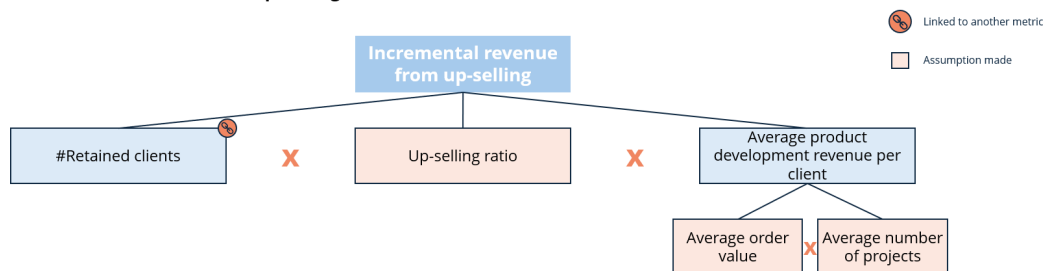 Linked to another metric
Incremental revenue
from up-selling
Assumption made
#Retained clients
x
Up-selling ratio
x
Average product
development revenue per
client
Average order
value
x
Average number
of projects